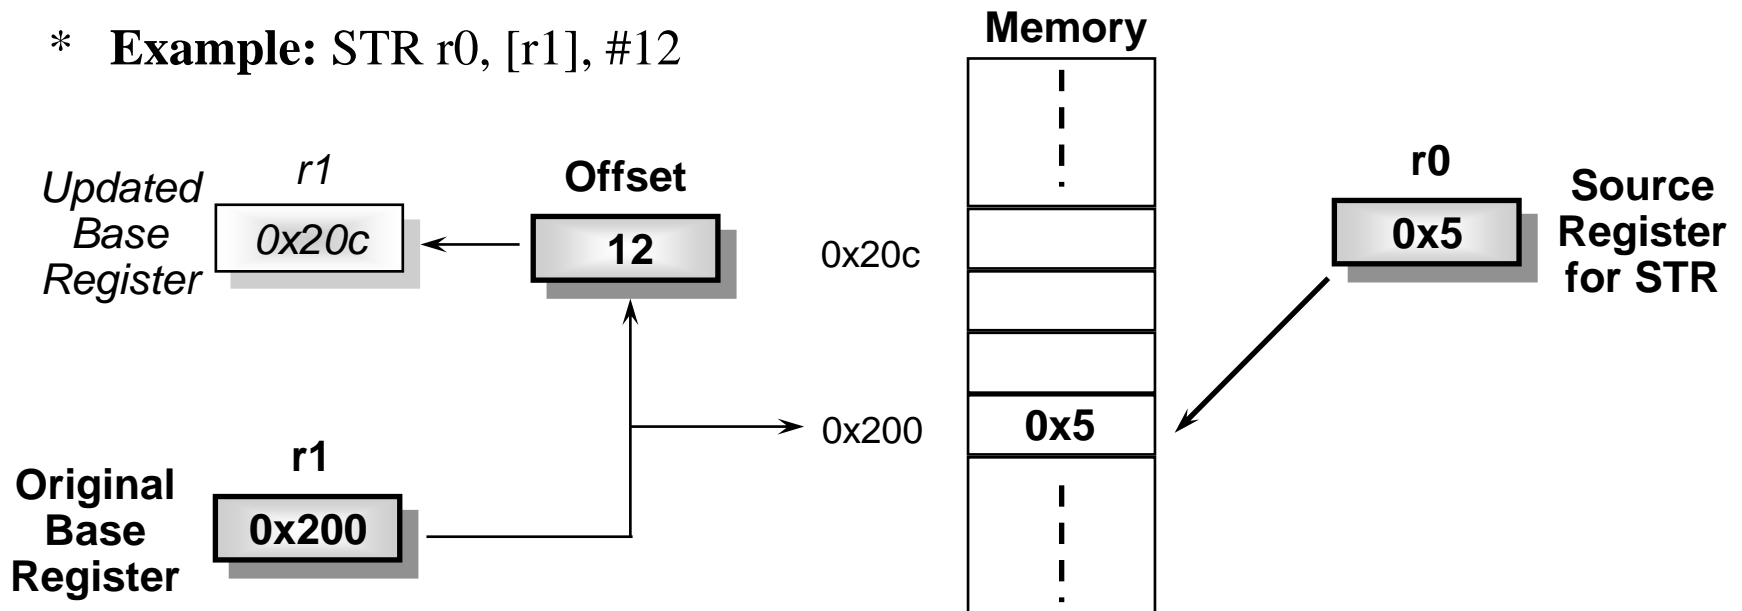 * Example: STR r0, [r1], #12
Memory
r1
Updated
Base
Register
0x20c
Offset
12
0x20c
r0
0x5
Source
Register
for STR
0x200
0x5
r1
Original
Base
Register
0x200